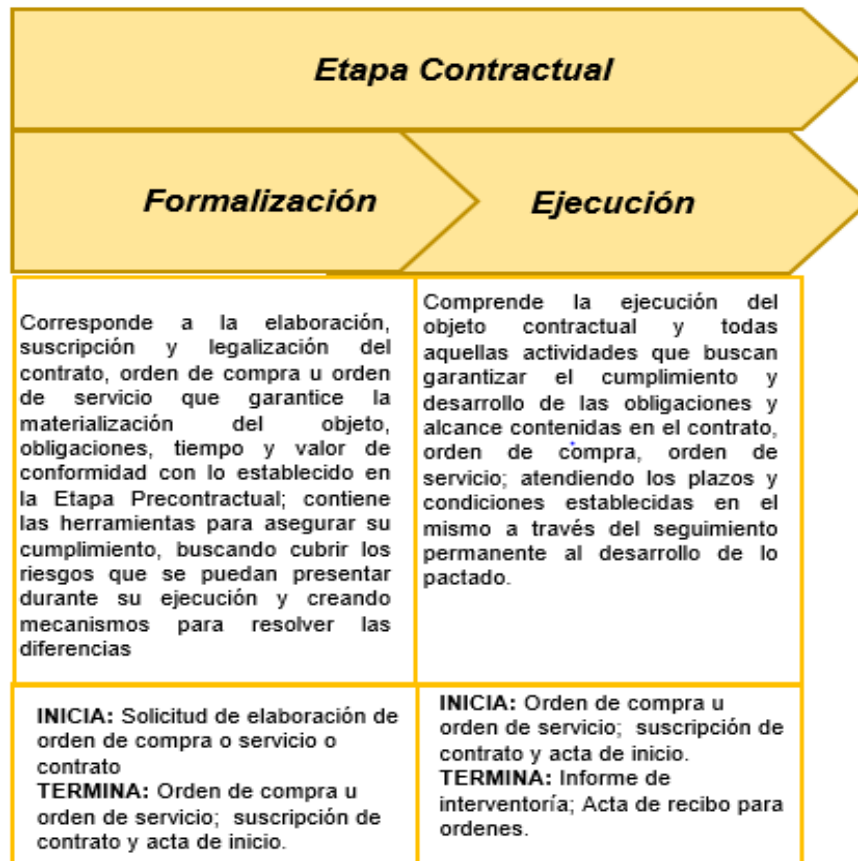 Etapa Contractual
Formalización
Ejecución
Corresponde a la elaboración,
suscripción y legalización del
contrato, orden de compra u orden
de servicio que garantice la
materialización del objeto,
obligaciones, tiempo y valor de
conformidad con lo establecido en
la Etapa Precontractual; contiene
las herramientas para asegurar su
cumplimiento, buscando cubrir los
riesgos que se puedan presentar
durante su ejecución y creando
mecanismos para resolver las
diferencias
Comprende la ejecución del
objeto contractual y todas
aquellas actividades que buscan
garantizar el cumplimiento y
desarrollo de las obligaciones y
alcance contenidas en el contrato,
orden de compra, orden de
servicio; atendiendo los plazos y
condiciones establecidas en el
mismo a través del seguimiento
permanente al desarrollo de lo
pactado.
INICIA: Solicitud de elaboración de
orden de compra o servicio o
contrato
TERMINA: Orden de compra u
orden de servicio; suscripción de
contrato y acta de inicio.
INICIA: Orden de compra u
orden de servicio; suscripción de
contrato y acta de inicio.
TERMINA: Informe de
interventoría; Acta de recibo para
ordenes.